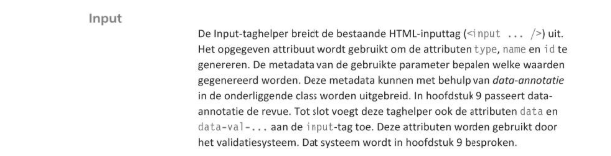 Input
De Input-taghelper breidt de bestaande HTML-inputtag (<input ... />) uit.
Het opgegeven attribuut wordt gebruikt om de attributen type, name en id te
genereren. De metadata van de gebruikte parameter bepalen welke waarden
gegenereerd worden. Deze metadata kunnen met behulp van data-annotatie
in de onderliggende class worden uitgebreid. In hoofdstuk 9 passeert data-
annotatie de revue. Tot slot voegt deze taghelper ook de attributen data en
data-val-... aan de input-tag toe. Deze attributen worden gebruikt door
het validatiesysteem. Dat systeem wordt in hoofdstuk 9 besproken.